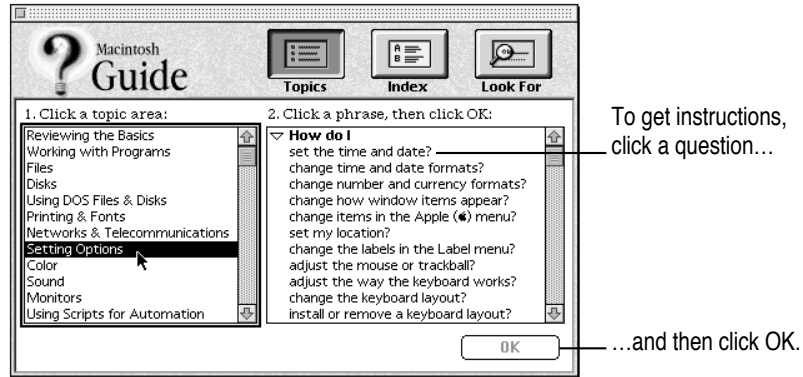 Macintosh
Guide
Topics
Index
Look For
1. Click a topic area:
Reviewing the Basics
Working with Programs
Files
Disks
Using DOS Files & Disks
Printing & Fonts
Networks & Telecommunications
Setting Options
Color
Sound
Monitors
Using Scripts for Automation
2. Click a phrase, then click OK:
How do I
set the time and date?
change time and date formats?
change number and currency formats?
change how window items appear?
change items in the Apple () menu?
set my location?
change the labels in the Label menu?
adjust the mouse or trackball?
adjust the way the keyboard works?
change the keyboard layout?
install or remove a keyboard layout?
OK
To get instructions,
click a question…
…and then click OK.